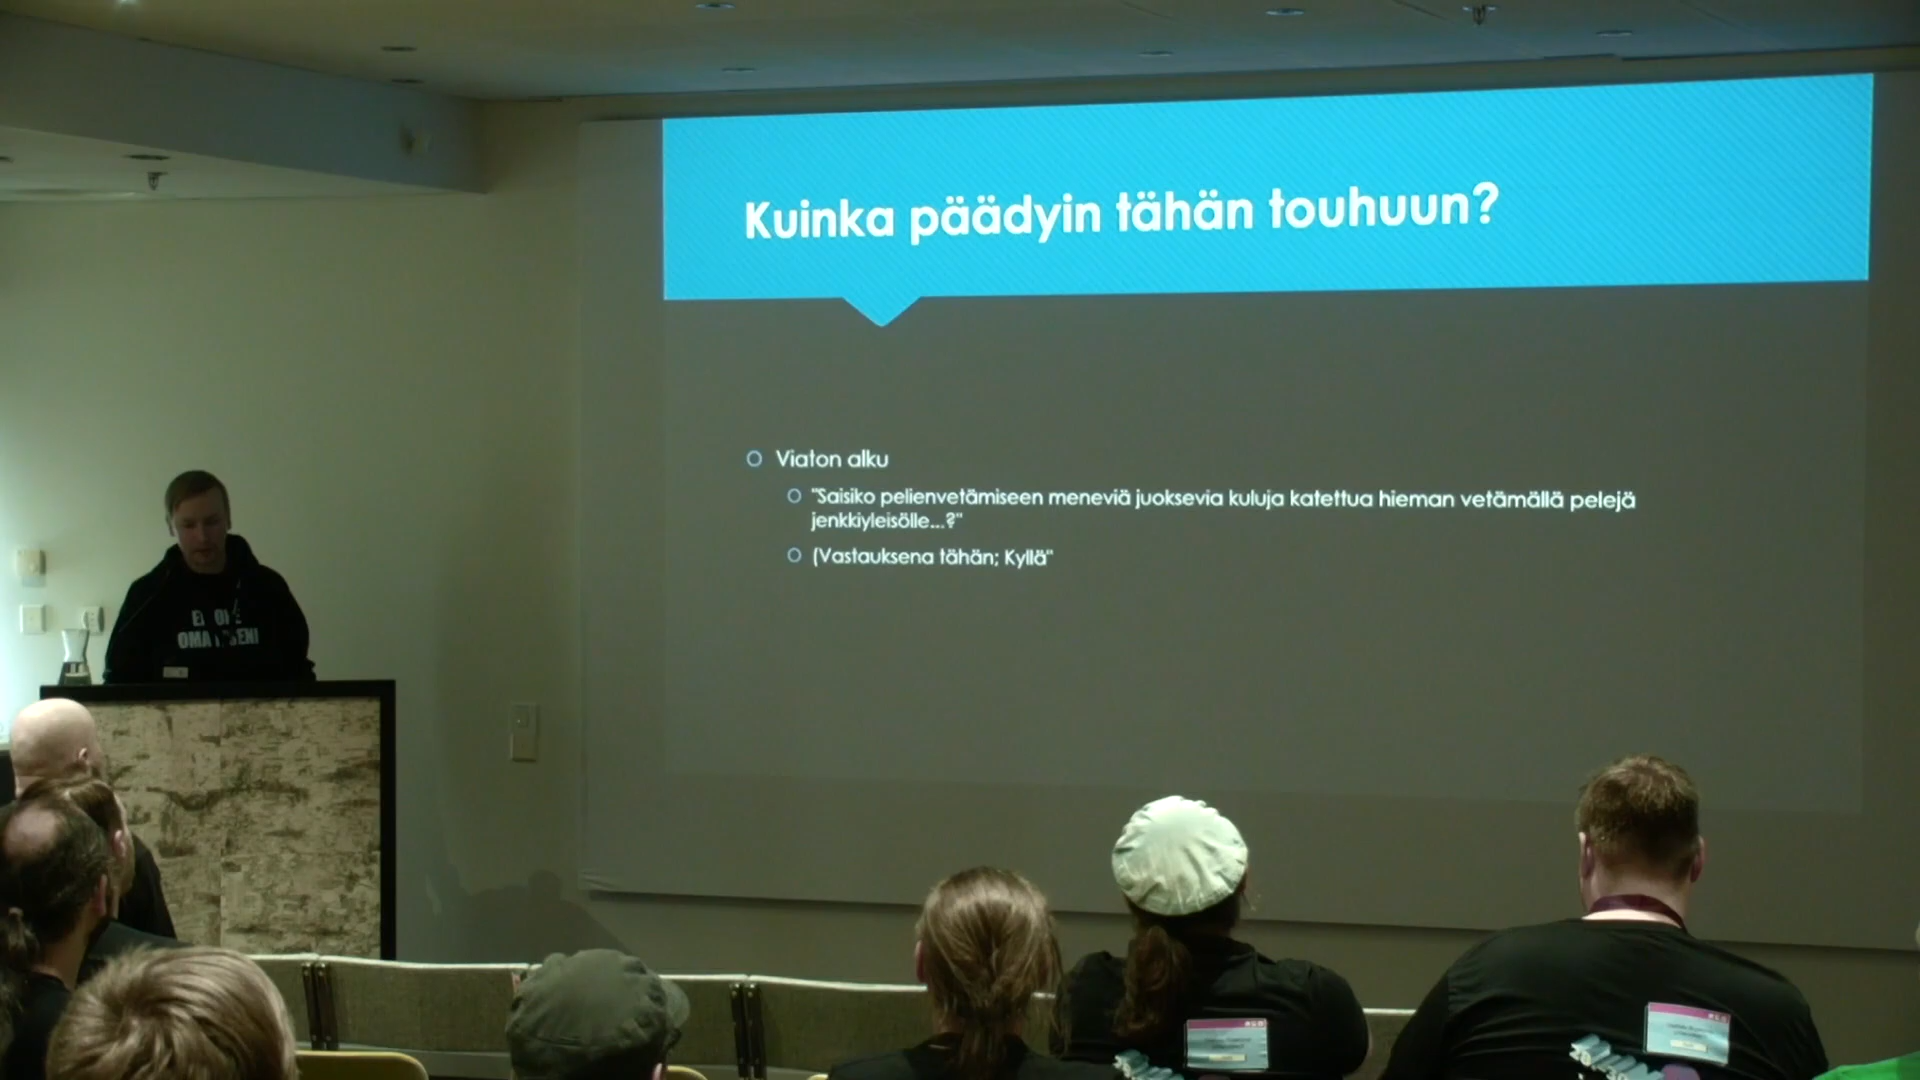 Kuinka päädyin tähän touhuun?
Viaton alku
"Saisiko pelienvetämiseen meneviä juoksevia kuluja katettua hieman vetämällä pelejä
jenkkiyleisölle...?"
(Vastauksena tähän; Kyllä"